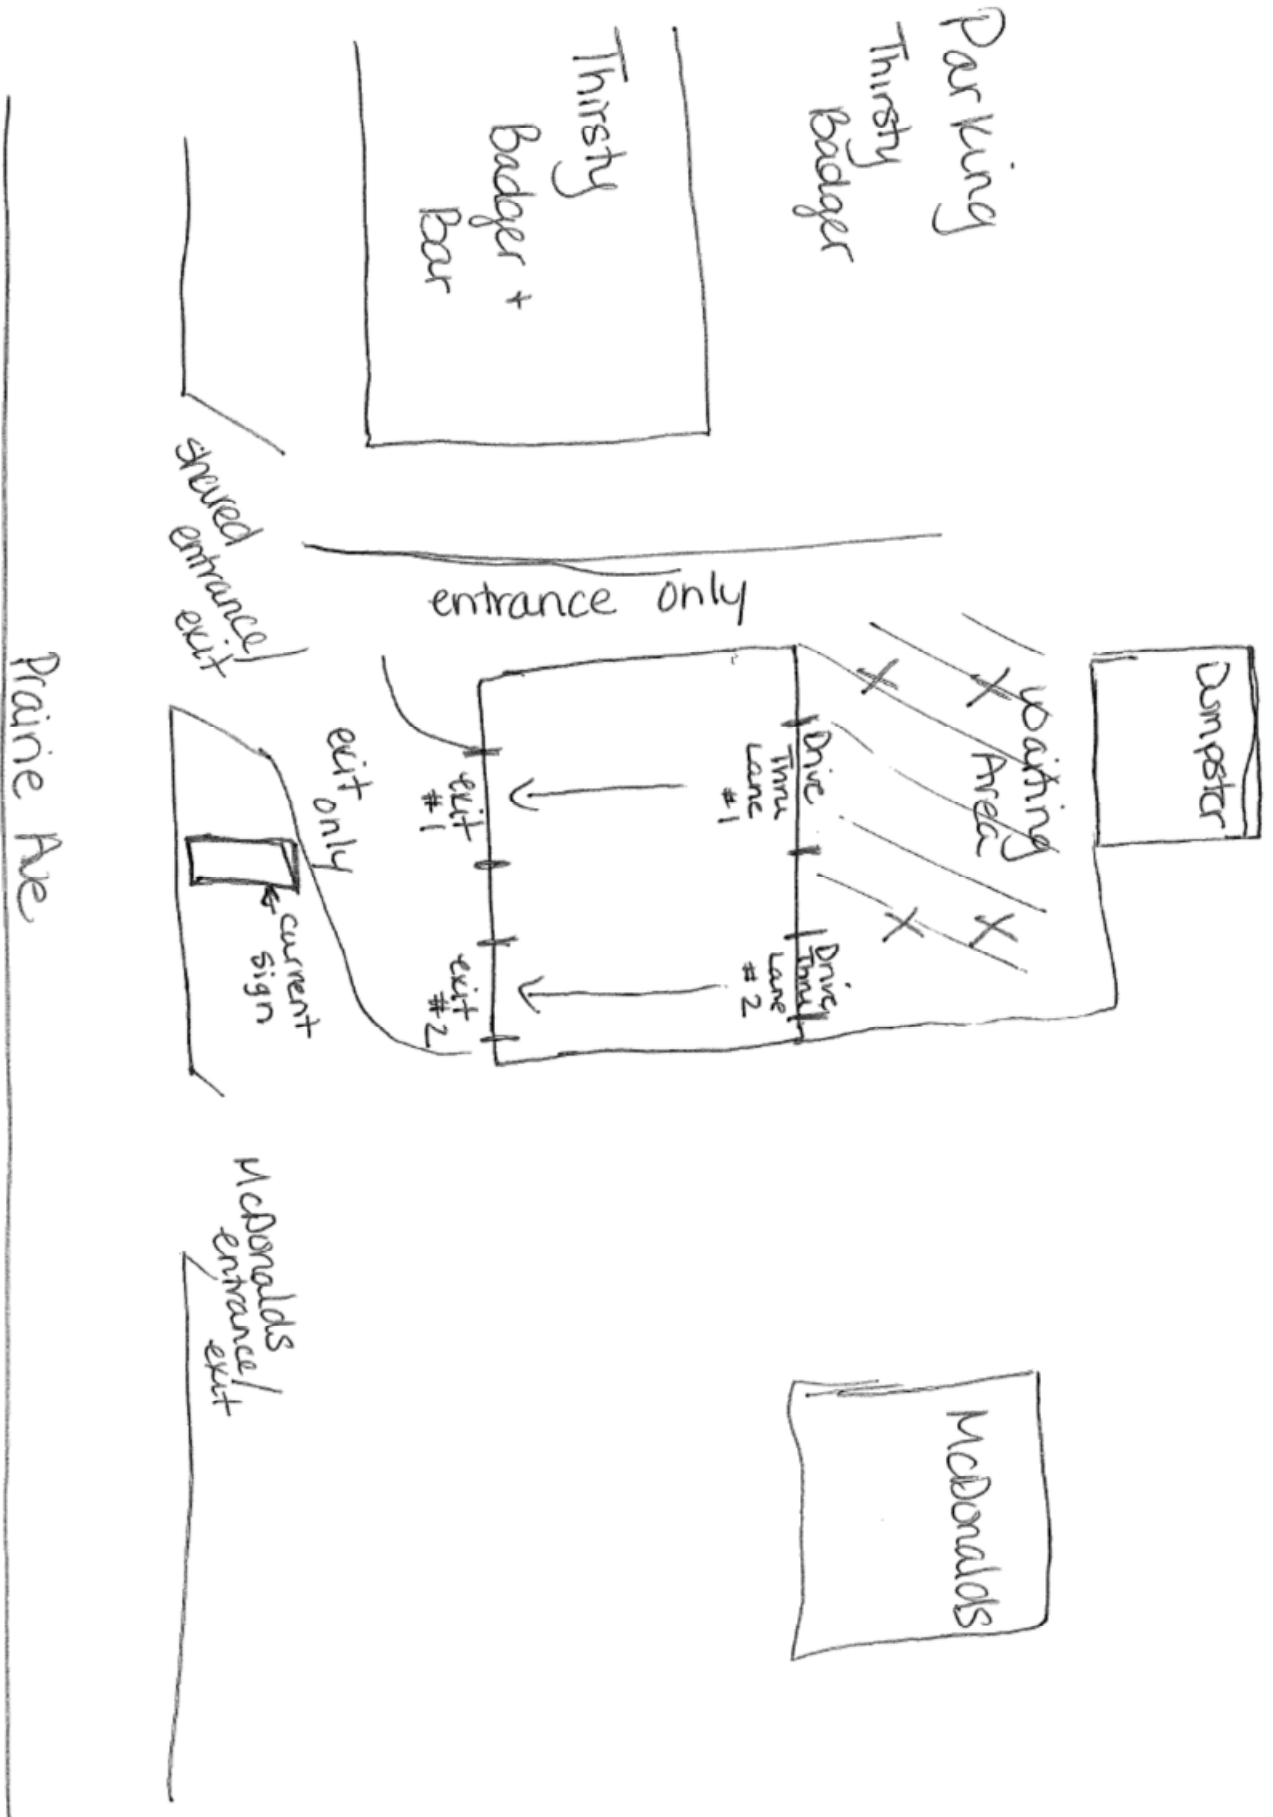 Parking
Thirsty
Badger
Thirsty
Badger +
Bar
shared
entrance/
exit
entrance only
Dumpster
Waiting
Area
Drive
Thru
Lane
#1
Drive
Thru
Lane
#2
exit
#1
exit
#2
exit only
current
sign
Prairie Ave
McDonalds
entrance/
exit
McDonalds